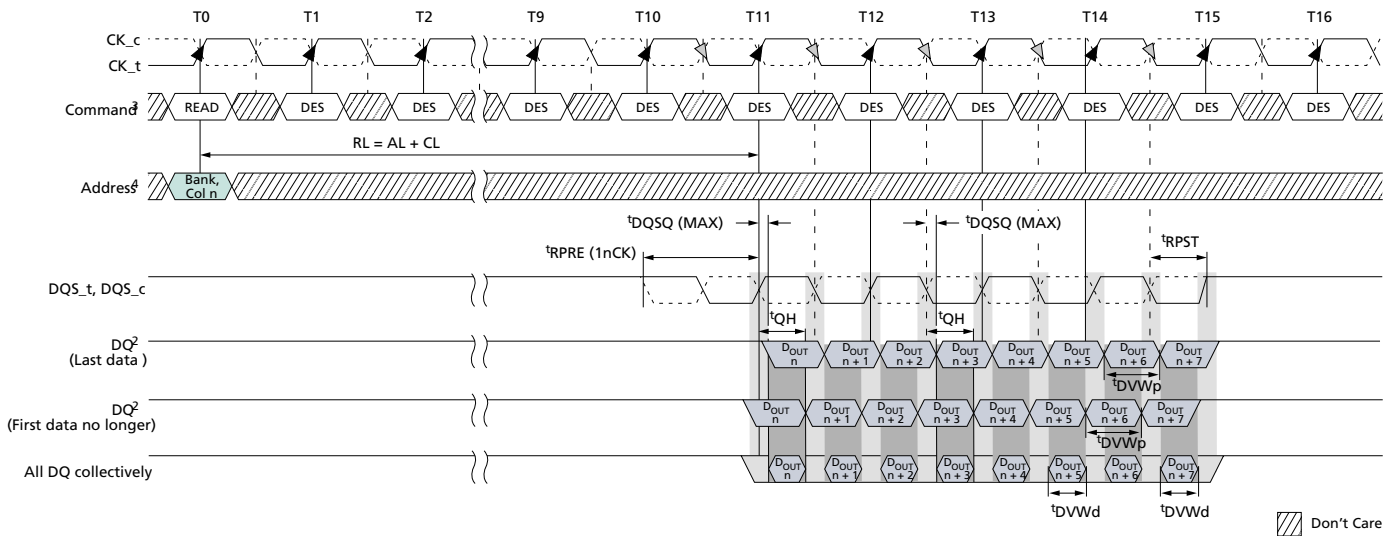 T0 T1 T2 T9 T10 T11 T12 T13 T14 T15 T16
CK_c
CK_t
Command3 READ DES DES DES DES DES DES DES DES DES DES
RL = AL + CL
Address4 Bank, Col n
tDQSQ (MAX) tDQSQ (MAX)
tRPRE (1nCK) tRPST
DQS_t, DQS_c
tQH tQH
DQ2
(Last data )
DOUT n DOUT n + 1 DOUT n + 2 DOUT n + 3 DOUT n + 4 DOUT n + 5 DOUT n + 6 DOUT n + 7
tDVWp
DQ2
(First data no longer)
DOUT n DOUT n + 1 DOUT n + 2 DOUT n + 3 DOUT n + 4 DOUT n + 5 DOUT n + 6 DOUT n + 7
tDVWp
All DQ collectively
DOUT n DOUT n + 1 DOUT n + 2 DOUT n + 3 DOUT n + 4 DOUT n + 5 DOUT n + 6 DOUT n + 7
tDVWd tDVWd
Don't Care